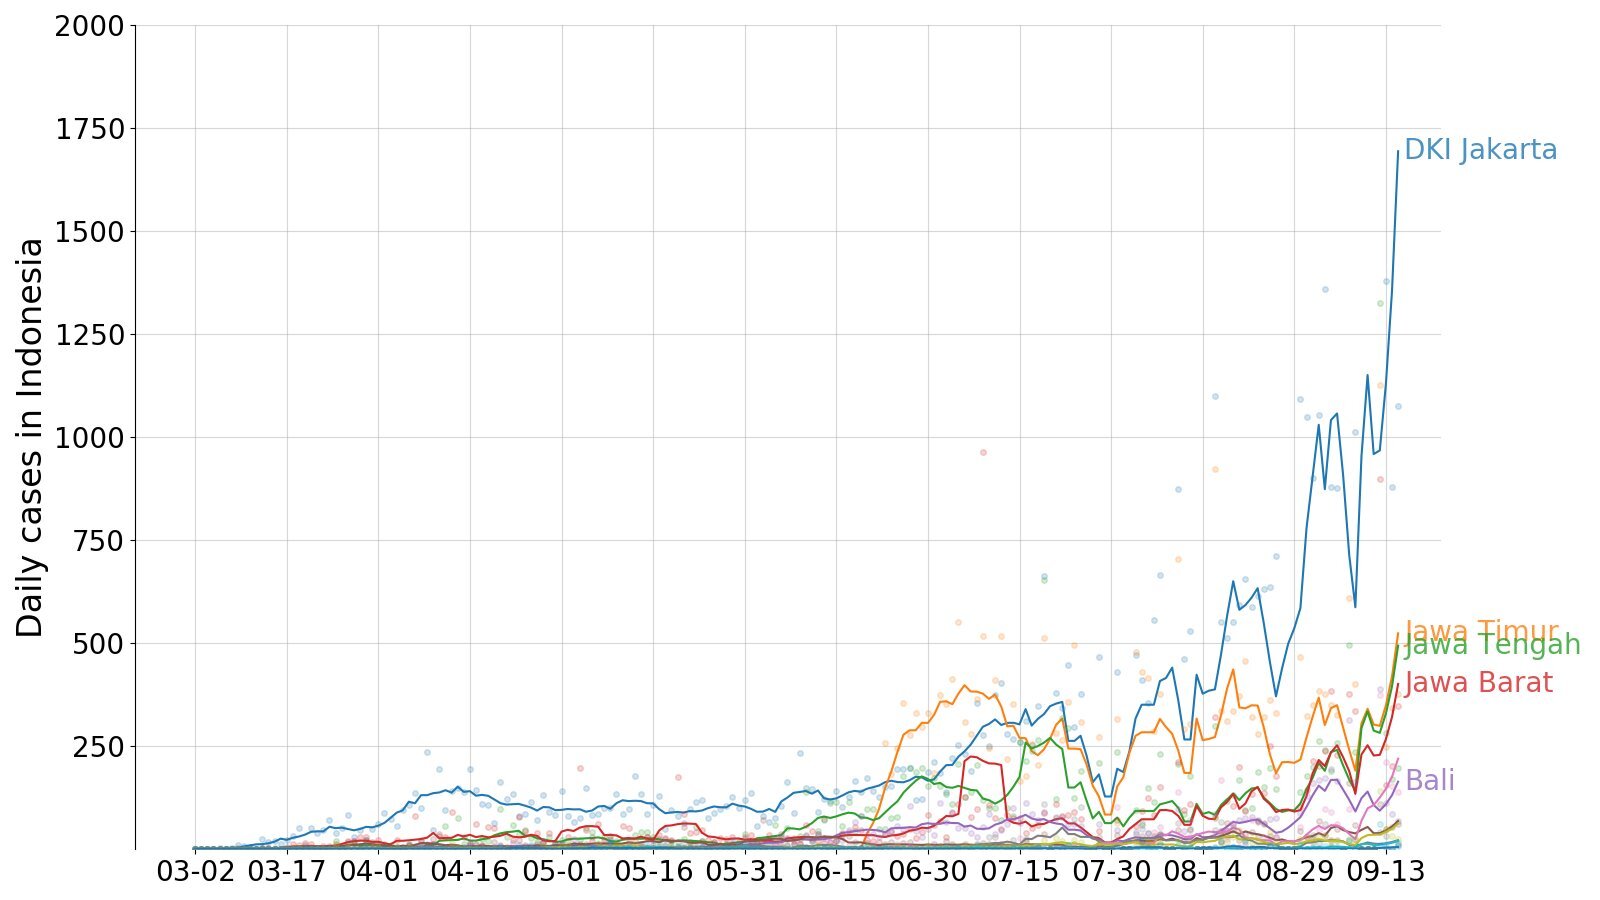 Daily cases in Indonesia
2000
1750
1500
1250
1000
750
500
250
DKI Jakarta
Jawa Timur
Jawa Tengah
Jawa Barat
Bali
03-02 03-17 04-01 04-16 05-01 05-16 05-31 06-15 06-30 07-15 07-30 08-14 08-29 09-13